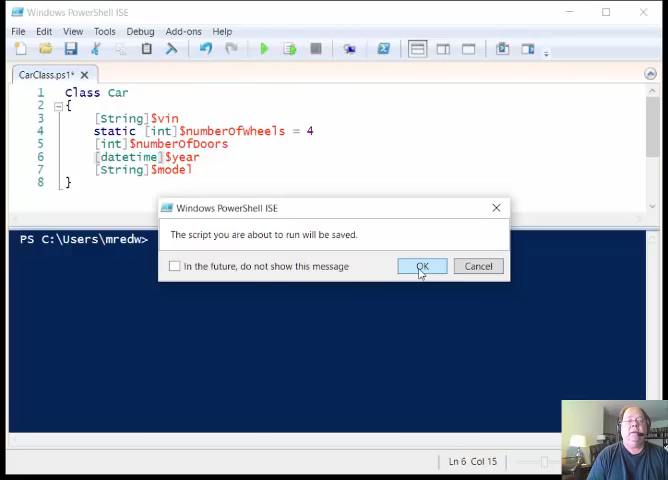 Windows PowerShell ISE
File Edit View Tools Debug Add-ons Help
CarClass.ps1*
1 Class Car
2 {
3 [String]$vin
4 static [int]$numberOfWheels = 4
5 [int]$numberOfDoors
6 [datetime]$year
7 [String]$model
8 }
Windows PowerShell ISE
The script you are about to run will be saved.
In the future, do not show this message
OK Cancel
PS C:\Users\mredw>
Ln 6 Col 15